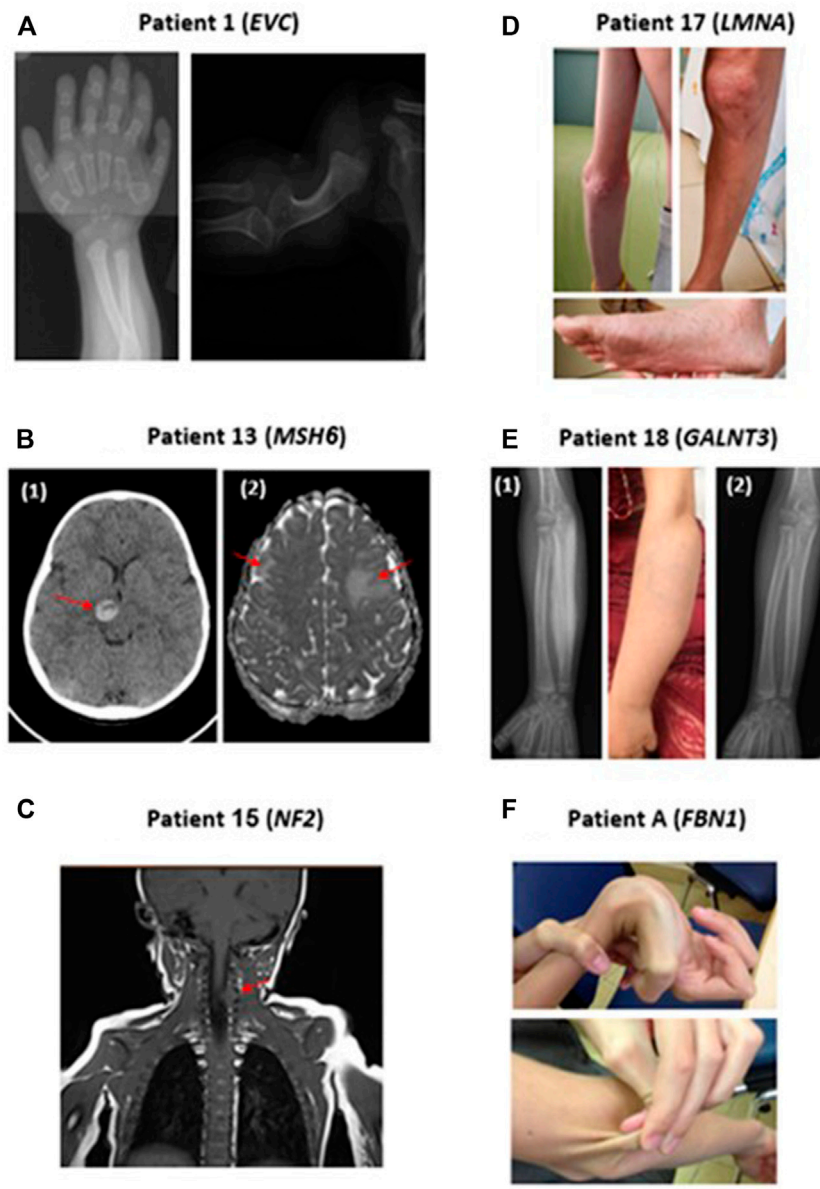 A
Patient 1 (EVC)
D
Patient 17 (LMNA)
B
Patient 13 (MSH6)
(1)
(2)
E
Patient 18 (GALNT3)
(1)
(2)
C
Patient 15 (NF2)
F
Patient A (FBN1)